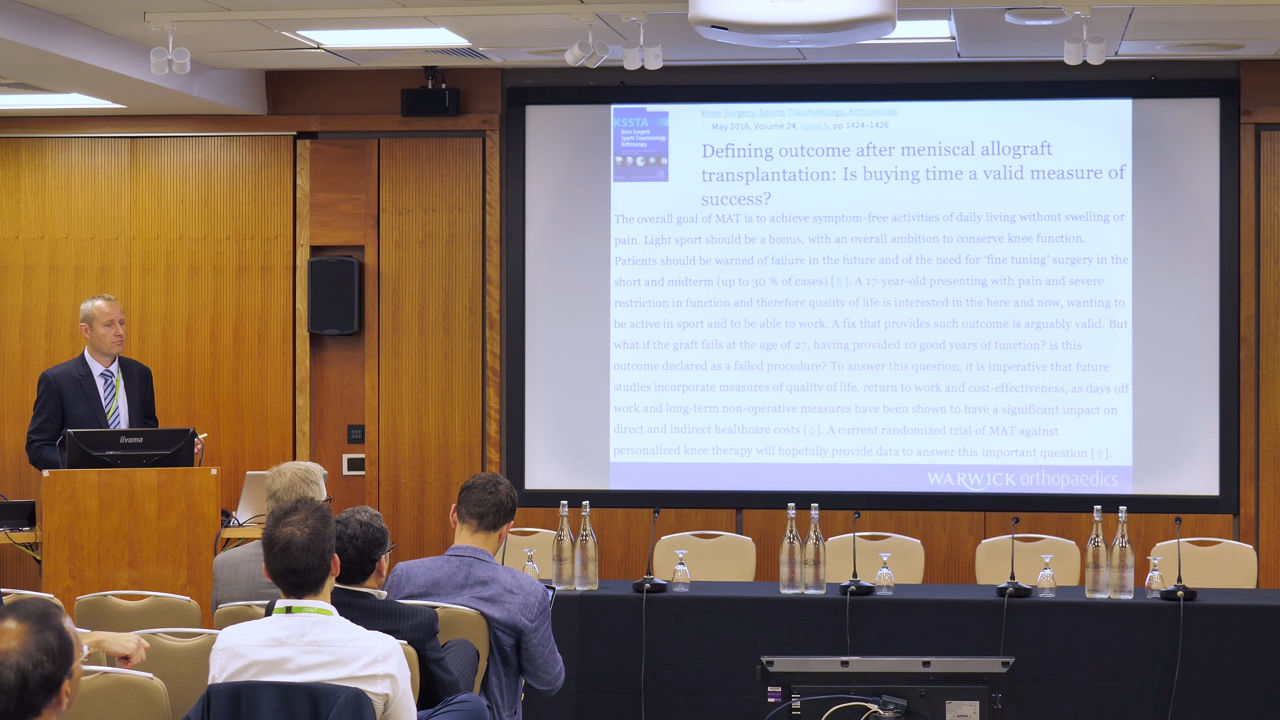 Knee Surgery, Sports Traumatology, Arthroscopy
May 2016, Volume 24, Issue 5, pp 1424–1426
KSSTA
Knee Surgery
Sports Traumatology
Arthroscopy
Defining outcome after meniscal allograft
transplantation: Is buying time a valid measure of
success?
The overall goal of MAT is to achieve symptom-free activities of daily living without swelling or
pain. Light sport should be a bonus, with an overall ambition to conserve knee function.
Patients should be warned of failure in the future and of the need for 'fine tuning' surgery in the
short and midterm (up to 30 % of cases) [6]. A 17-year-old presenting with pain and severe
restriction in function and therefore quality of life is interested in the here and now, wanting to
be active in sport and to be able to work. A fix that provides such outcome is arguably valid. But
what if the graft fails at the age of 27, having provided 10 good years of function? is this
outcome declared as a failed procedure? To answer this question, it is imperative that future
studies incorporate measures of quality of life, return to work and cost-effectiveness, as days off
work and long-term non-operative measures have been shown to have a significant impact on
direct and indirect healthcare costs [5]. A current randomized trial of MAT against
personalized knee therapy will hopefully provide data to answer this important question [9].
WARWICK orthopaedics
iiyama